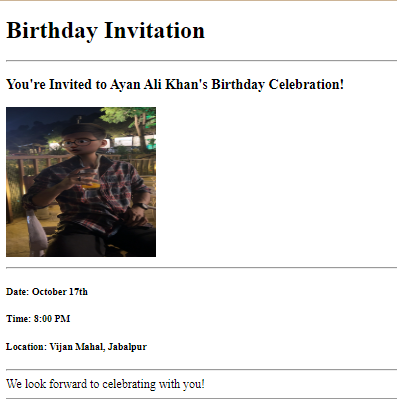 Birthday Invitation
You're Invited to Ayan Ali Khan's Birthday Celebration!
Date: October 17th
Time: 8:00 PM
Location: Vijan Mahal, Jabalpur
We look forward to celebrating with you!